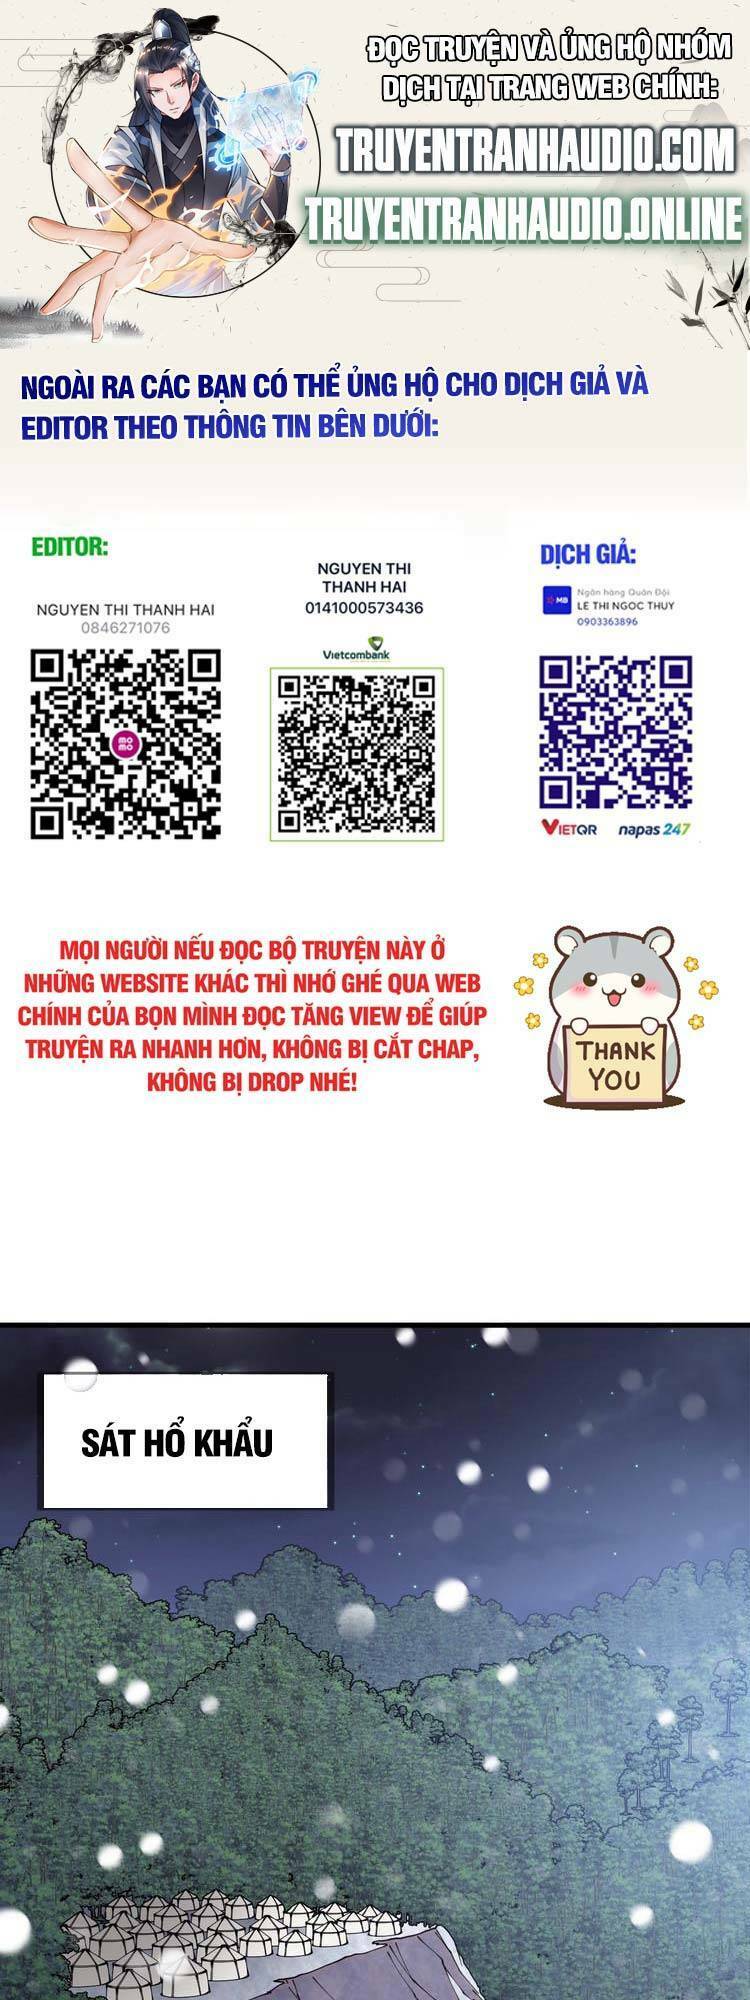 ĐỌC TRUYỆN VÀ ỦNG HỘ NHÓM
DỊCH TẠI TRANG WEB CHÍNH:
TRUYENTRANHAUDIO.COM
TRUYENTRANHAUDIO.ONLINE
NGOÀI RA CÁC BẠN CÓ THỂ ỦNG HỘ CHO DỊCH GIẢ VÀ
EDITOR THEO THÔNG TIN BÊN DƯỚI:
EDITOR:
NGUYEN THI THANH HAI
0846271076
mo
mo
NGUYEN THI
THANH HAI
0141000573436
Vietcombank
DỊCH GIẢ:
MB
Ngân hàng Quân Đội
LE THI NGOC THUY
0903363896
VIETQR
napas 247
MỌI NGƯỜI NẾU ĐỌC BỘ TRUYỆN NÀY Ở
NHỮNG WEBSITE KHÁC THÌ NHỚ GHÉ QUA WEB
CHÍNH CỦA BỌN MÌNH ĐỌC TĂNG VIEW ĐỂ GIÚP
TRUYỆN RA NHANH HƠN, KHÔNG BỊ CẮT CHAP,
KHÔNG BỊ DROP NHÉ!
THANK
YOU
SÁT HỔ KHẨU